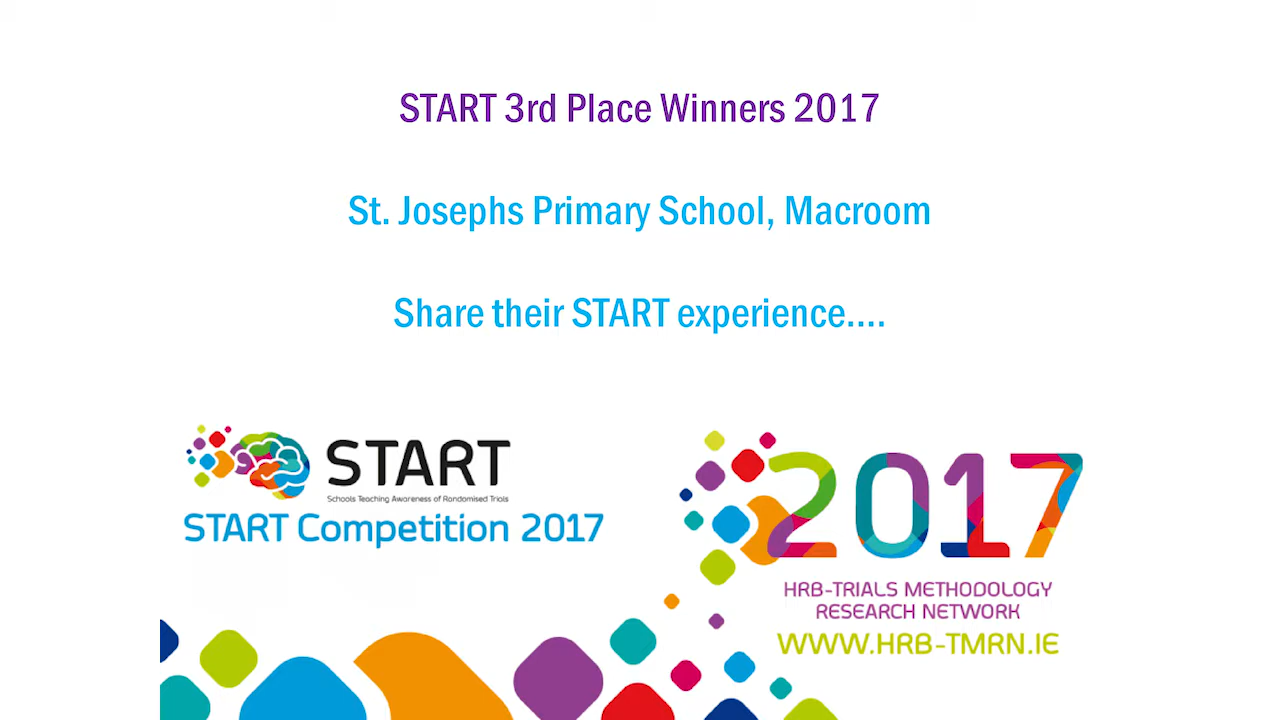 START 3rd Place Winners 2017
St. Josephs Primary School, Macroom
Share their START experience....
START
Schools Teaching Awareness of Randomised Trials
START Competition 2017
2017
HRB-TRIALS METHODOLOGY
RESEARCH NETWORK
WWW.HRB-TMRN.IE